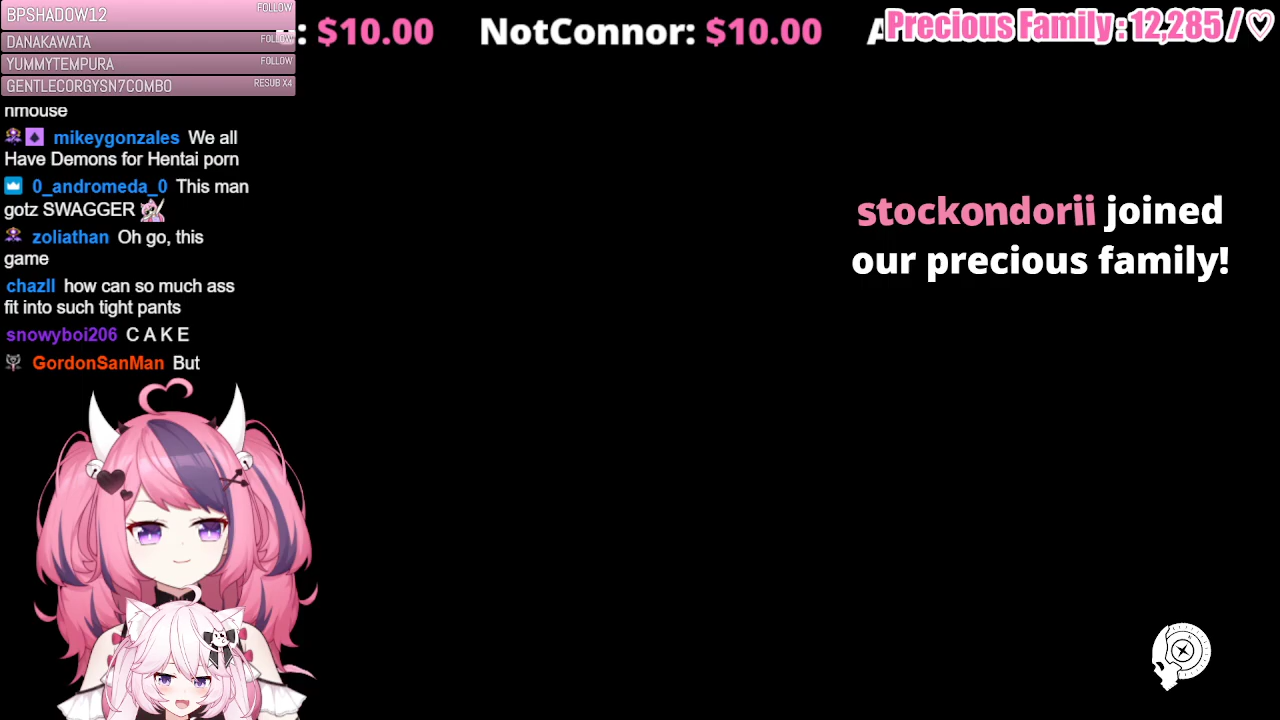 BPSHADOW12 FOLLOW
DANAKAWATA FOLLOW
YUMMYTEMPURA FOLLOW
GENTLECORGYSN7COMBO RESUB X4
: $10.00 NotConnor: $10.00
Precious Family : 12,285 / ♡
nmouse
mikeygonzales We all
Have Demons for Hentai porn
0_andromeda_0 This man
gotz SWAGGER
zoliathan Oh go, this
game
chazll how can so much ass
fit into such tight pants
snowyboi206 C A K E
GordonSanMan But
stockondorii joined
our precious family!